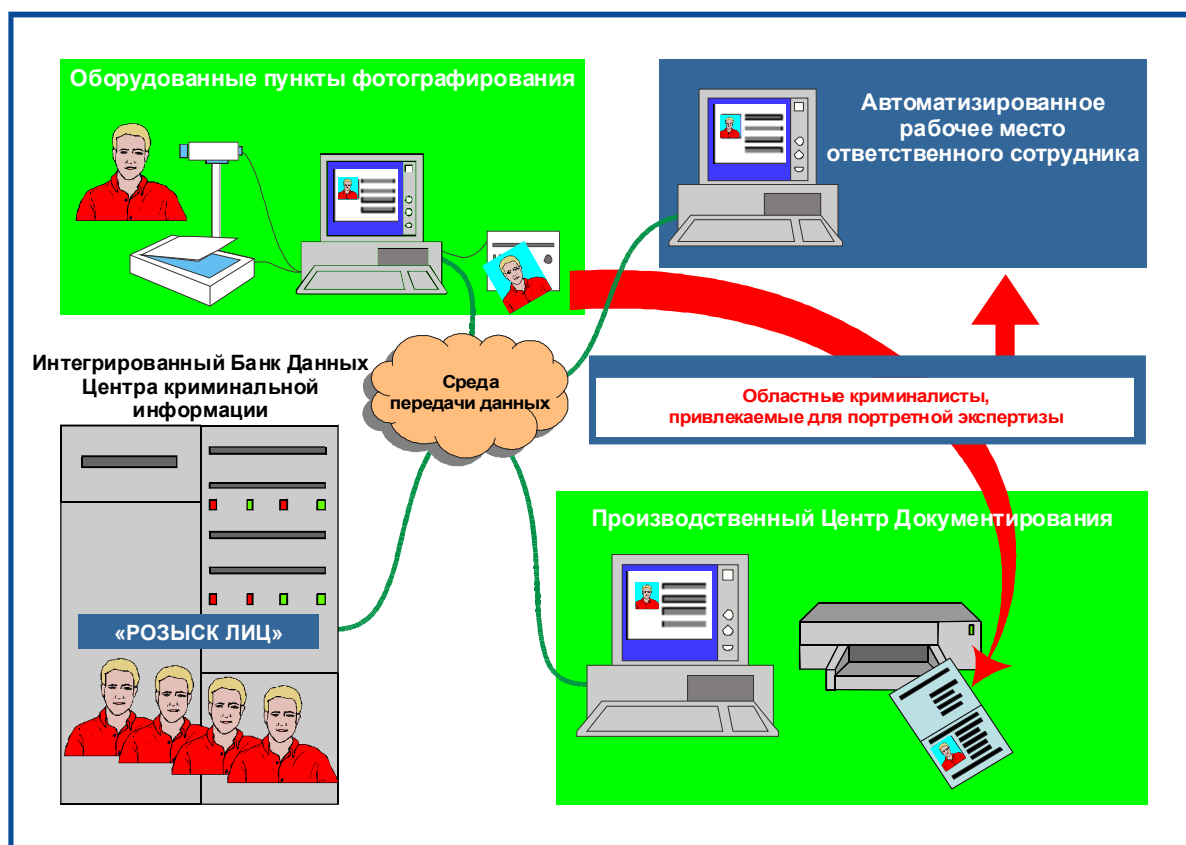 Оборудованные пункты фотографирования
Автоматизированное
рабочее место
ответственного сотрудника
Интегрированный Банк Данных
Центра криминальной
информации
Среда
передачи данных
Областные криминалисты,
привлекаемые для портретной экспертизы
Производственный Центр Документирования
«РОЗЫСК ЛИЦ»